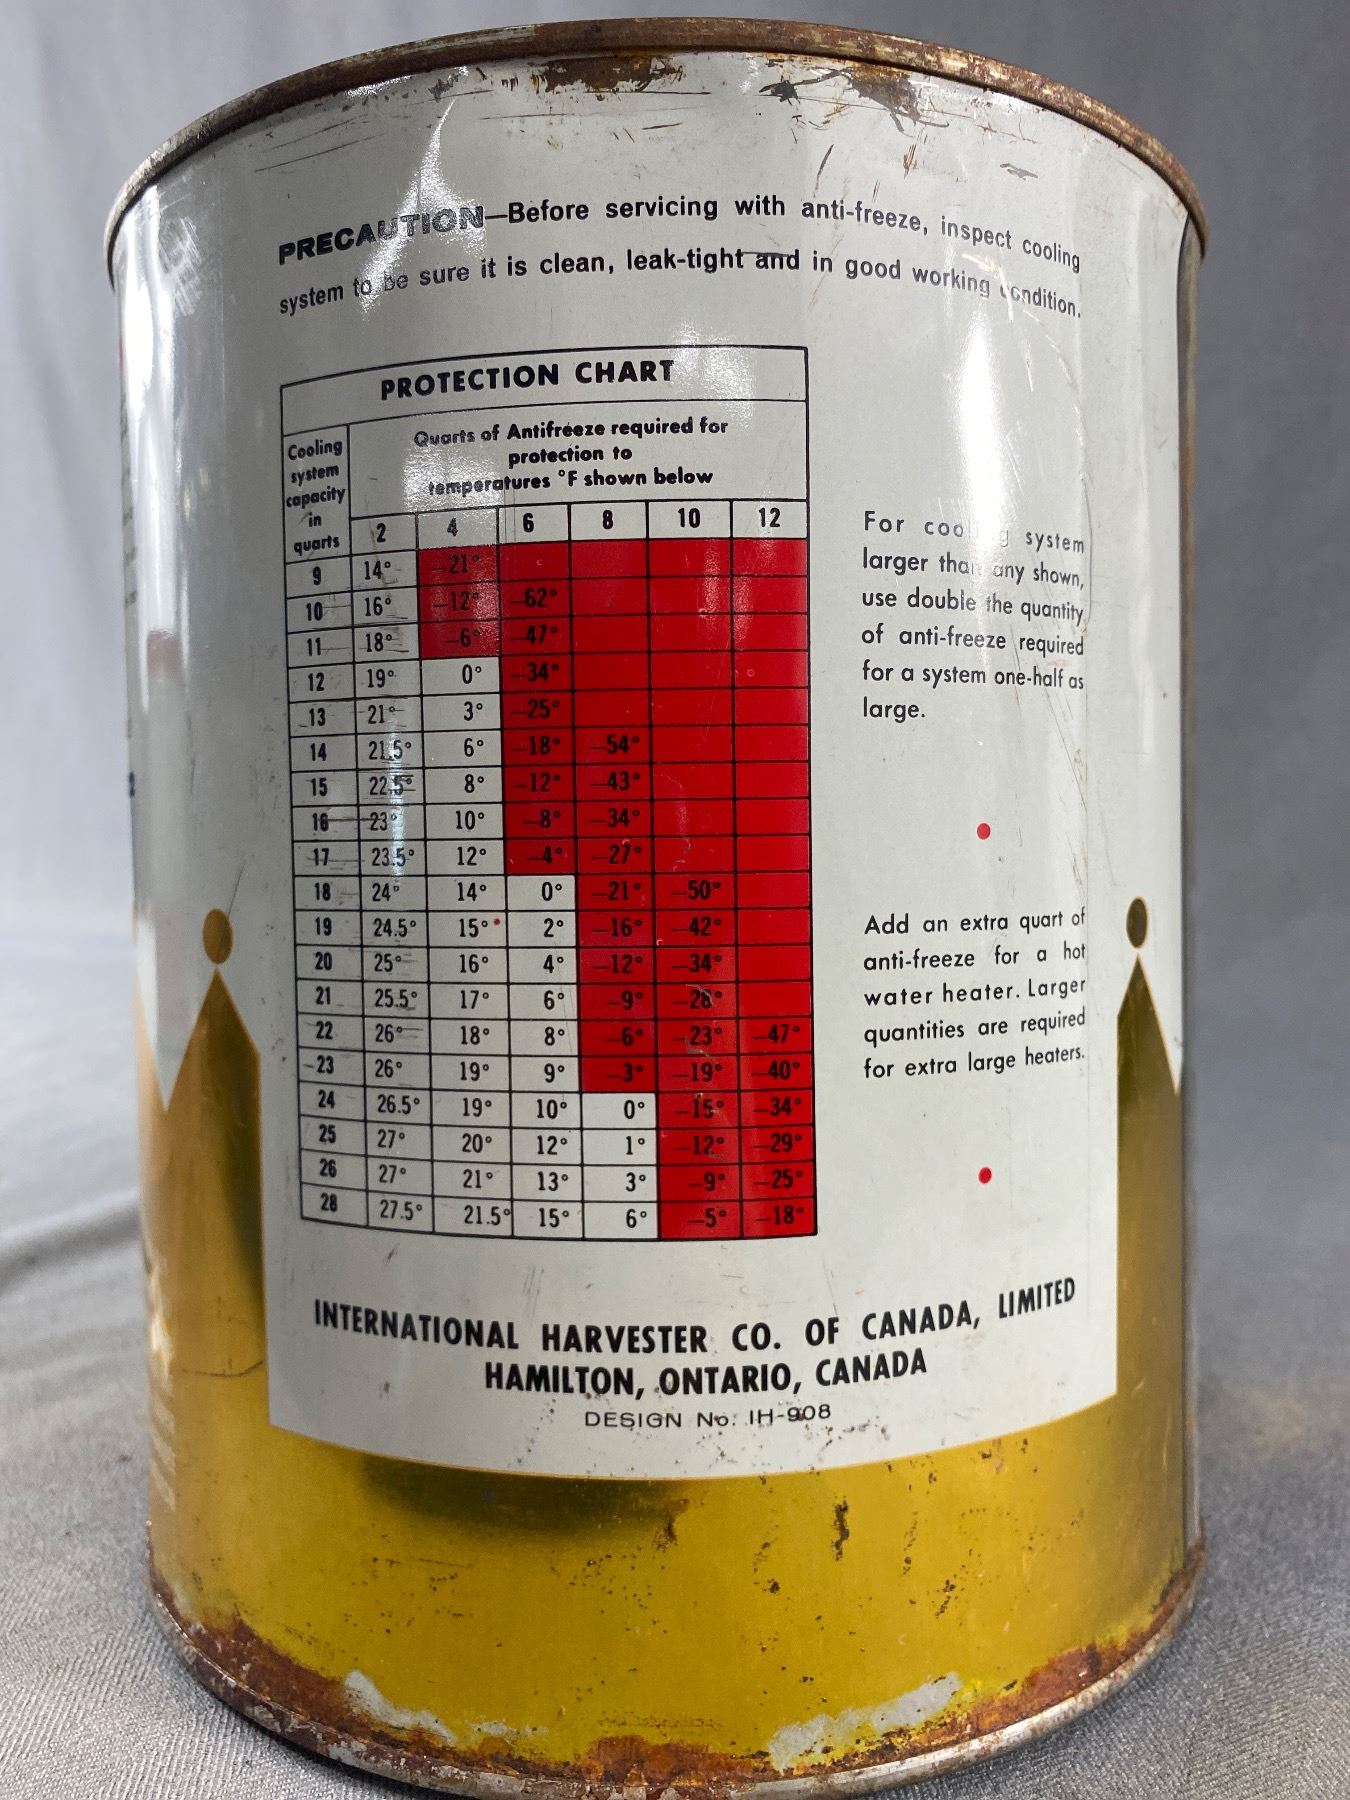 PRECAUTION—Before servicing with anti-freeze, inspect cooling
system to be sure it is clean, leak-tight and in good working condition.
PROTECTION CHART
Cooling system capacity in quarts
Quarts of Antifreeze required for
protection to
temperatures °F shown below
2 4 6 8 10 12
9 14° -21°
10 16° -12° -62°
11 18° -6° -47°
12 19° 0° -34°
13 21° 3° -25°
14 21.5° 6° -18° -54°
15 22.5° 8° -12° -43°
16 23° 10° -8° -34°
17 23.5° 12° -4° -27°
18 24° 14° 0° -21° -50°
19 24.5° 15° 2° -16° -42°
20 25° 16° 4° -12° -34°
21 25.5° 17° 6° -9° -28°
22 26° 18° 8° -6° -23° -47°
23 26° 19° 9° -3° -19° -40°
24 26.5° 19° 10° 0° -15° -34°
25 27° 20° 12° 1° -12° -29°
26 27° 21° 13° 3° -9° -25°
28 27.5° 21.5° 15° 6° -5° -18°
For cooling system
larger than any shown,
use double the quantity
of anti-freeze required
for a system one-half as
large.
Add an extra quart of
anti-freeze for a hot
water heater. Larger
quantities are required
for extra large heaters.
INTERNATIONAL HARVESTER CO. OF CANADA, LIMITED
HAMILTON, ONTARIO, CANADA
DESIGN No. IH-908